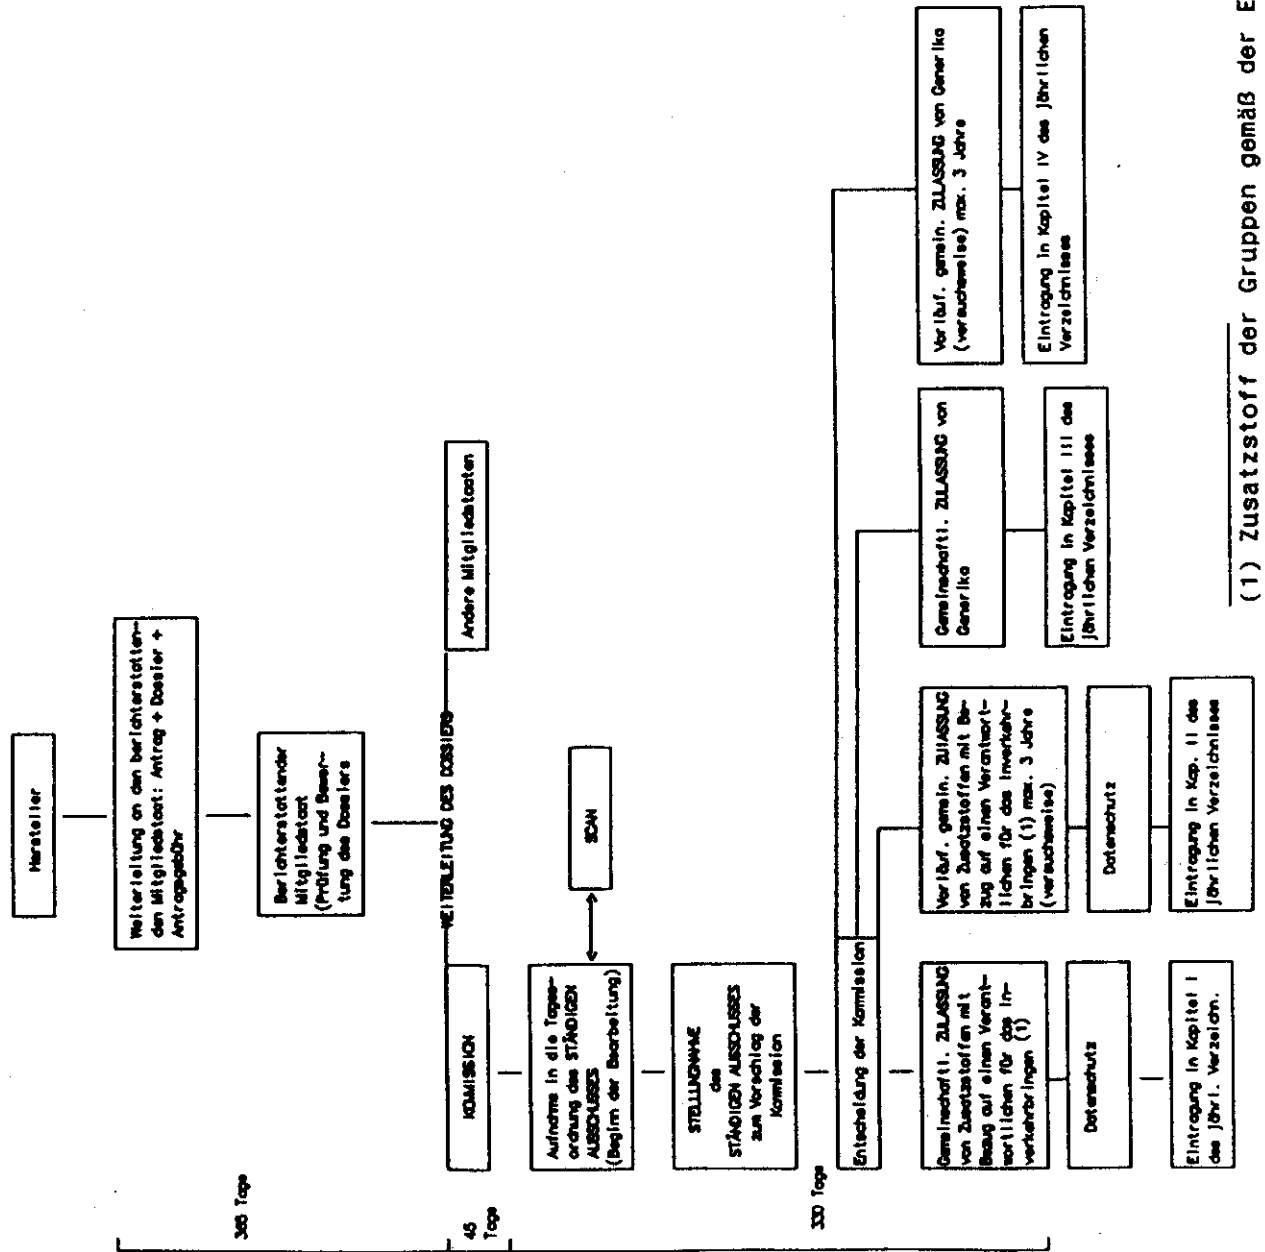 Hersteller
Weiterleitung an den berichterstatten-
den Mitgliedstaat: Antrag + Dossier +
Antragsgebühr
Berichterstattender
Mitgliedstaat
(Prüfung und Bewer-
tung des Dossiers
WEITERLEITUNG DES DOSSIERS
KOMMISSION
Andere Mitgliedstaaten
Aufnahme in die Tages-
ordnung des STÄNDIGEN
AUSSCHUSSES
(Beginn der Bearbeitung)
SCAN
STELLUNGNAHME
des
STÄNDIGEN AUSSCHUSSES
zum Vorschlag der
Kommission
Entscheidung der Kommission
Gemeinschaftl. ZULASSUNG
von Zusatzstoffen mit
Bezug auf einen Verant-
wortlichen für das In-
verkehrbringen (1)
Datenschutz
Eintragung in Kapitel I
des jährl. Verzeichn.
Vorläuf. gemein. ZULASSUNG
von Zusatzstoffen mit Be-
zug auf einen Verantwort-
lichen für das Inverkehr-
bringen (1) max. 3 Jahre
(versuchsweise)
Datenschutz
Eintragung in Kap. II des
jährlichen Verzeichnisses
Gemeinschaftl. ZULASSUNG von
Generika
Eintragung in Kapitel III des
jährlichen Verzeichnisses
Vorläuf. gemein. ZULASSUNG von Generika
(versuchsweise) max. 3 Jahre
Eintragung in Kapitel IV des jährlichen
Verzeichnisses
365 Tage
45
Tage
330 Tage
(1) Zusatzstoff der Gruppen gemäß der E